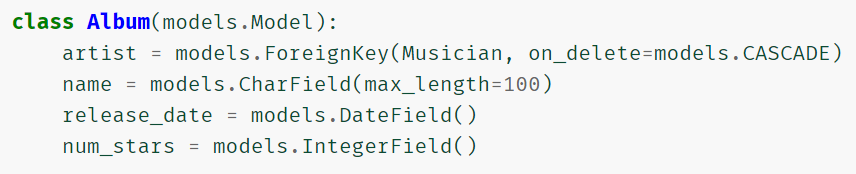 class Album(models.Model):
    artist = models.ForeignKey(Musician, on_delete=models.CASCADE)
    name = models.CharField(max_length=100)
    release_date = models.DateField()
    num_stars = models.IntegerField()